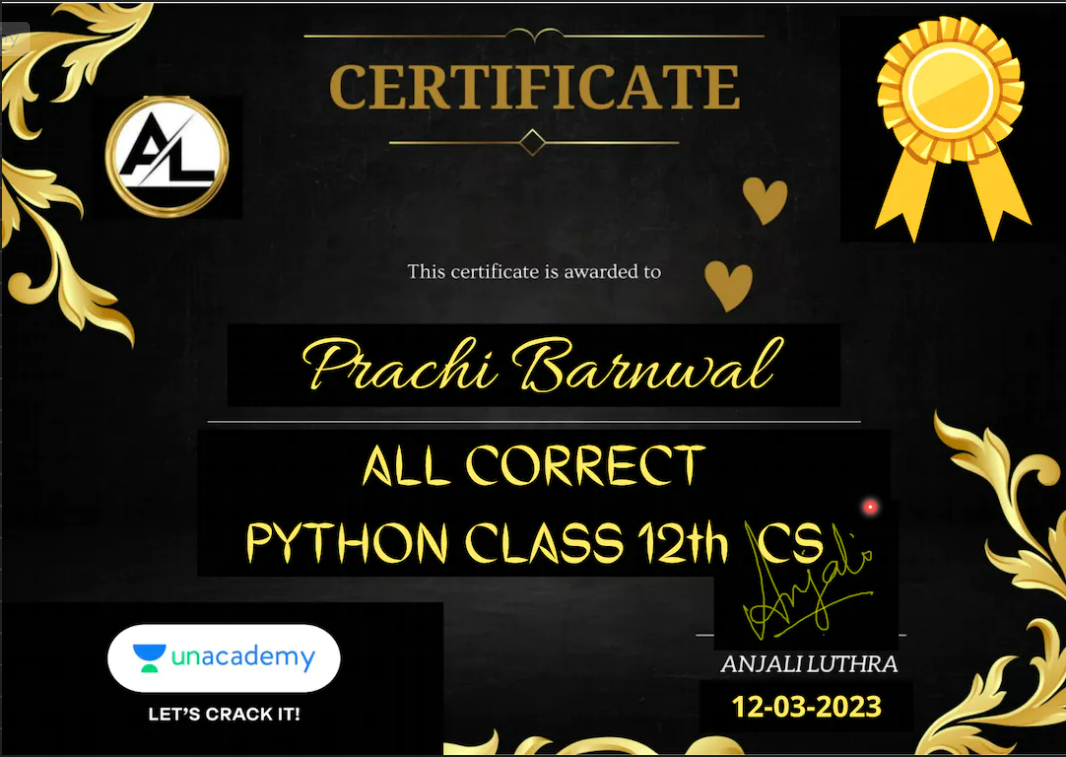 CERTIFICATE
AL
This certificate is awarded to
Prachi Barnwal
ALL CORRECT
PYTHON CLASS 12th CS
Anjali
ANJALI LUTHRA
12-03-2023
unacademy
LET'S CRACK IT!